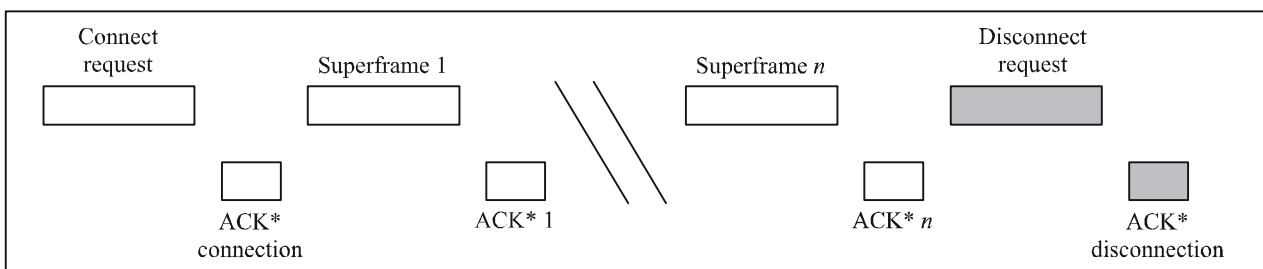 Connect
request
Superframe 1
Superframe n
Disconnect
request
ACK*
connection
ACK* 1
ACK* n
ACK*
disconnection